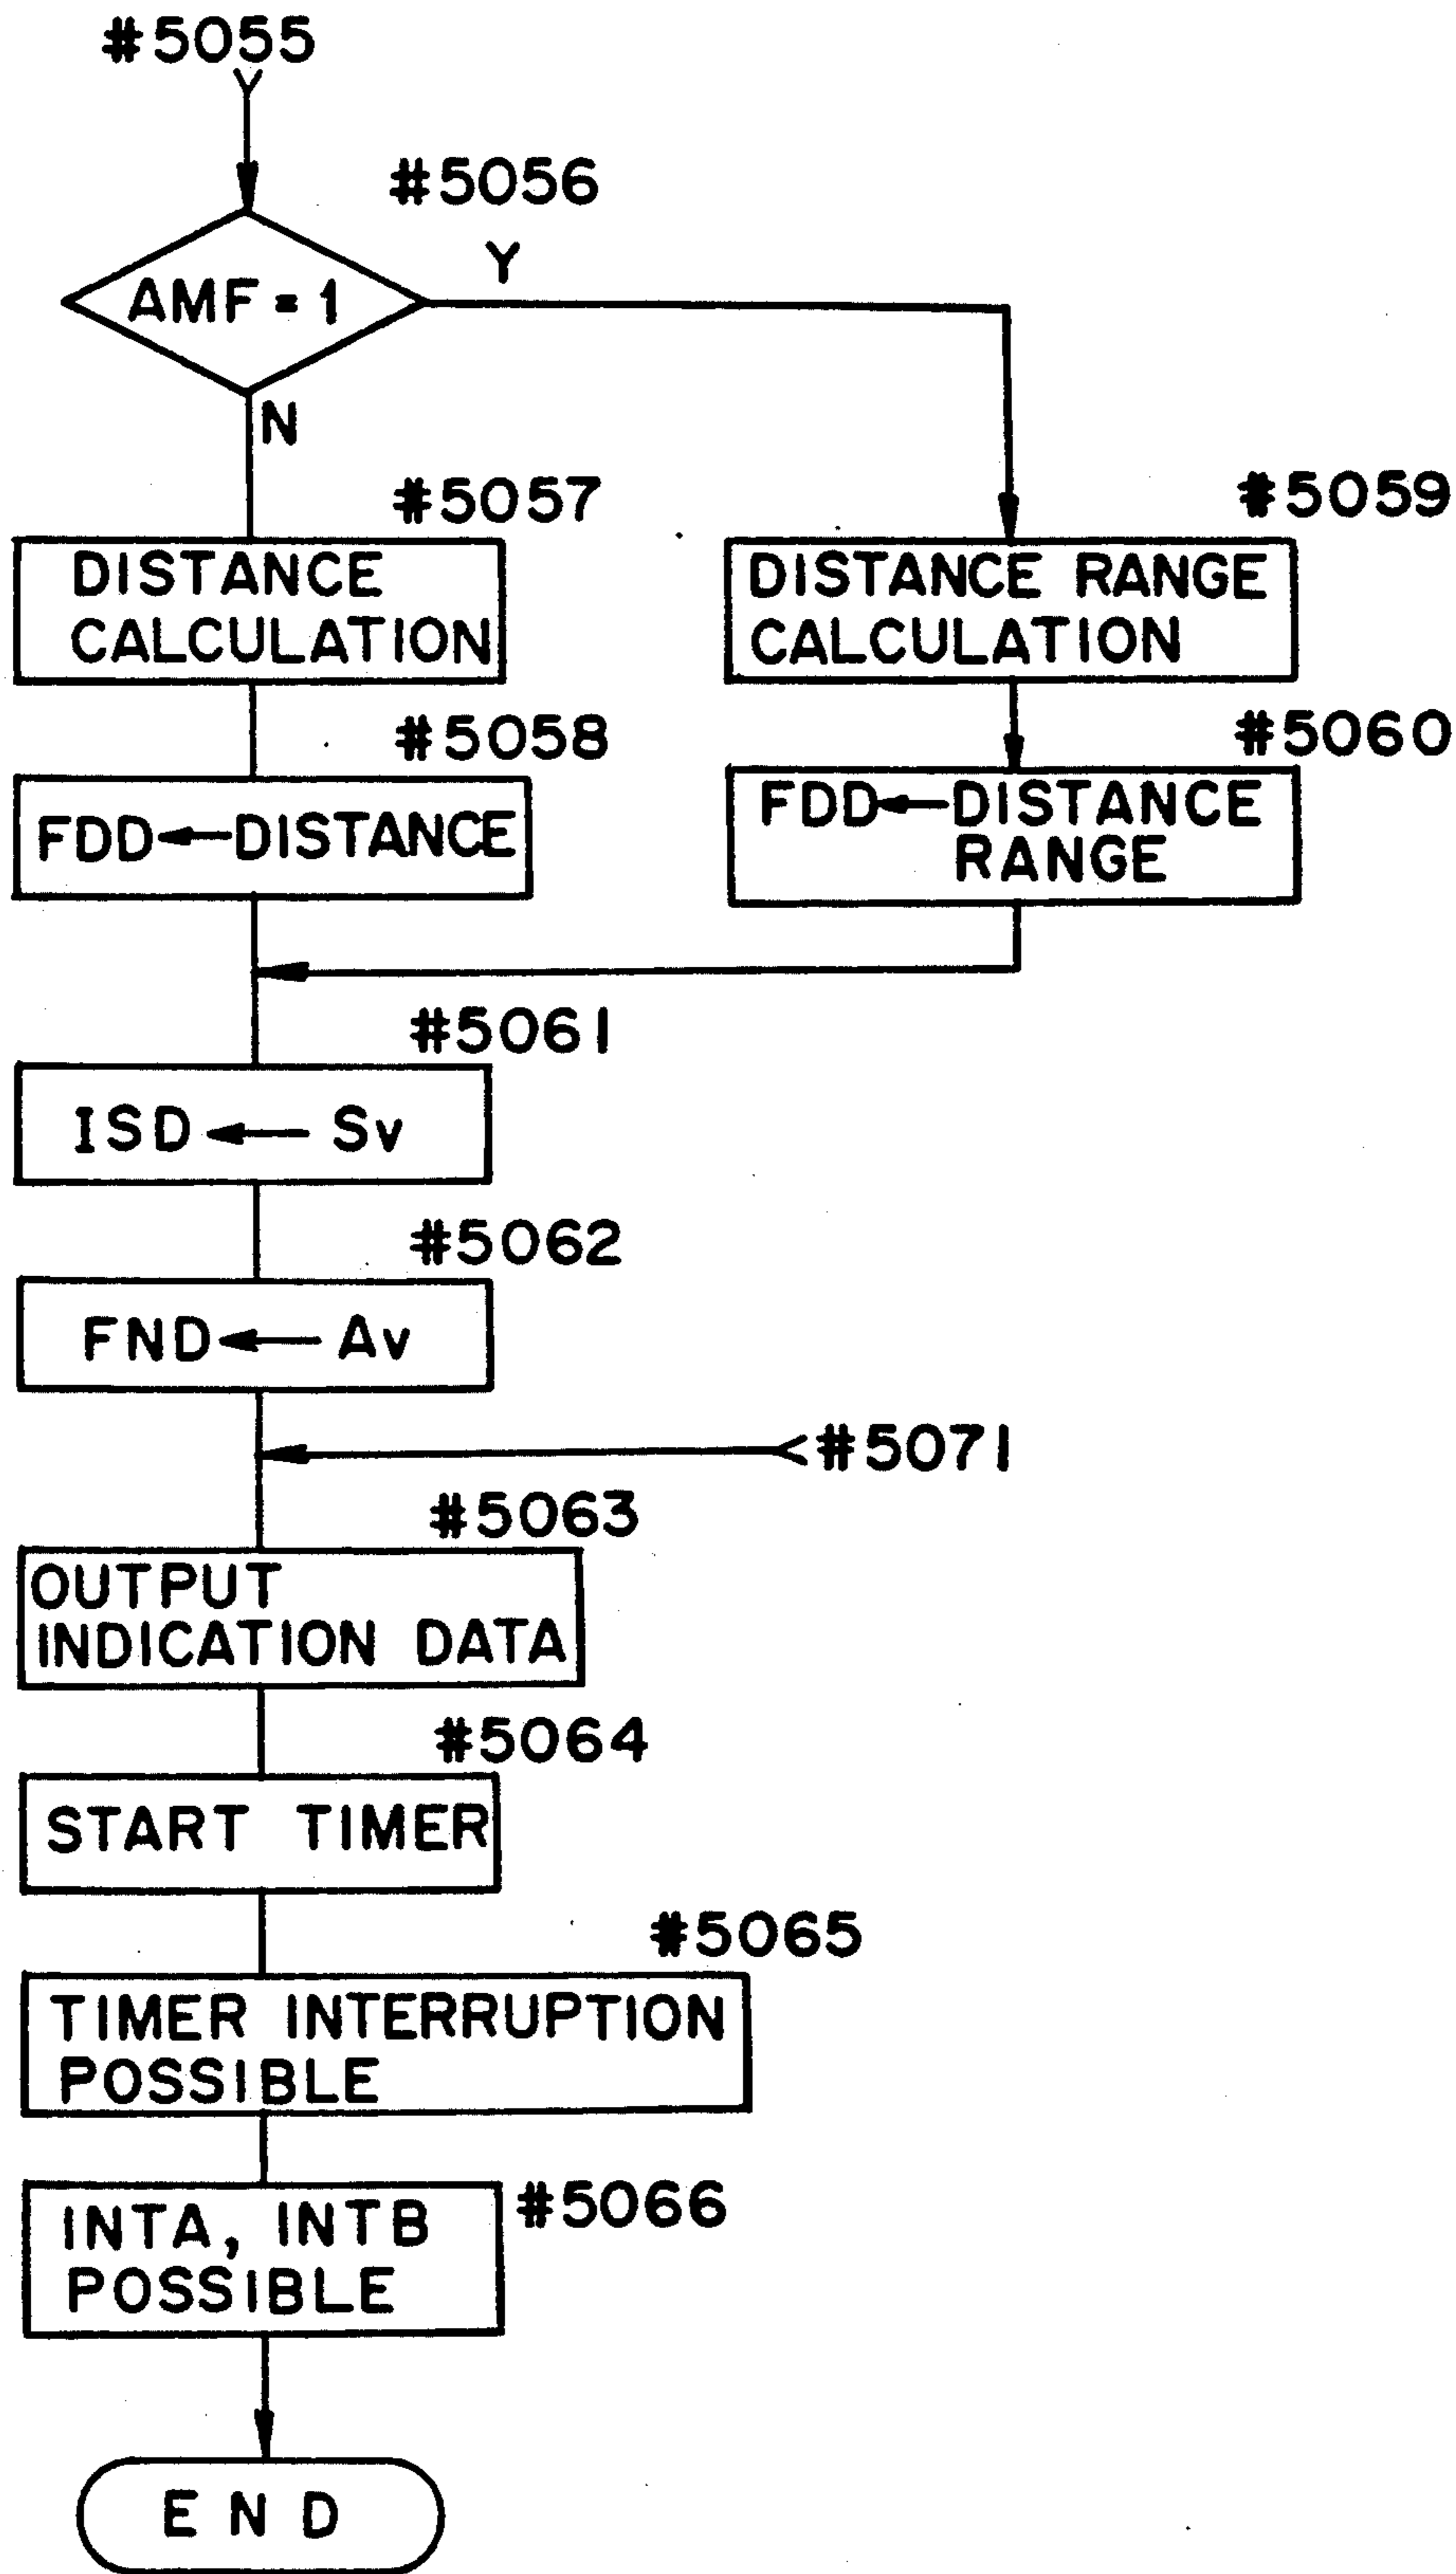 #5055
#5056
Y
AMF = 1
N
#5057
DISTANCE
CALCULATION
#5059
DISTANCE RANGE
CALCULATION
#5058
FDD←DISTANCE
#5060
FDD←DISTANCE
RANGE
#5061
ISD ← Sv
#5062
FND ← Av
#5071
#5063
OUTPUT
INDICATION DATA
#5064
START TIMER
#5065
TIMER INTERRUPTION
POSSIBLE
#5066
INTA, INTB
POSSIBLE
END